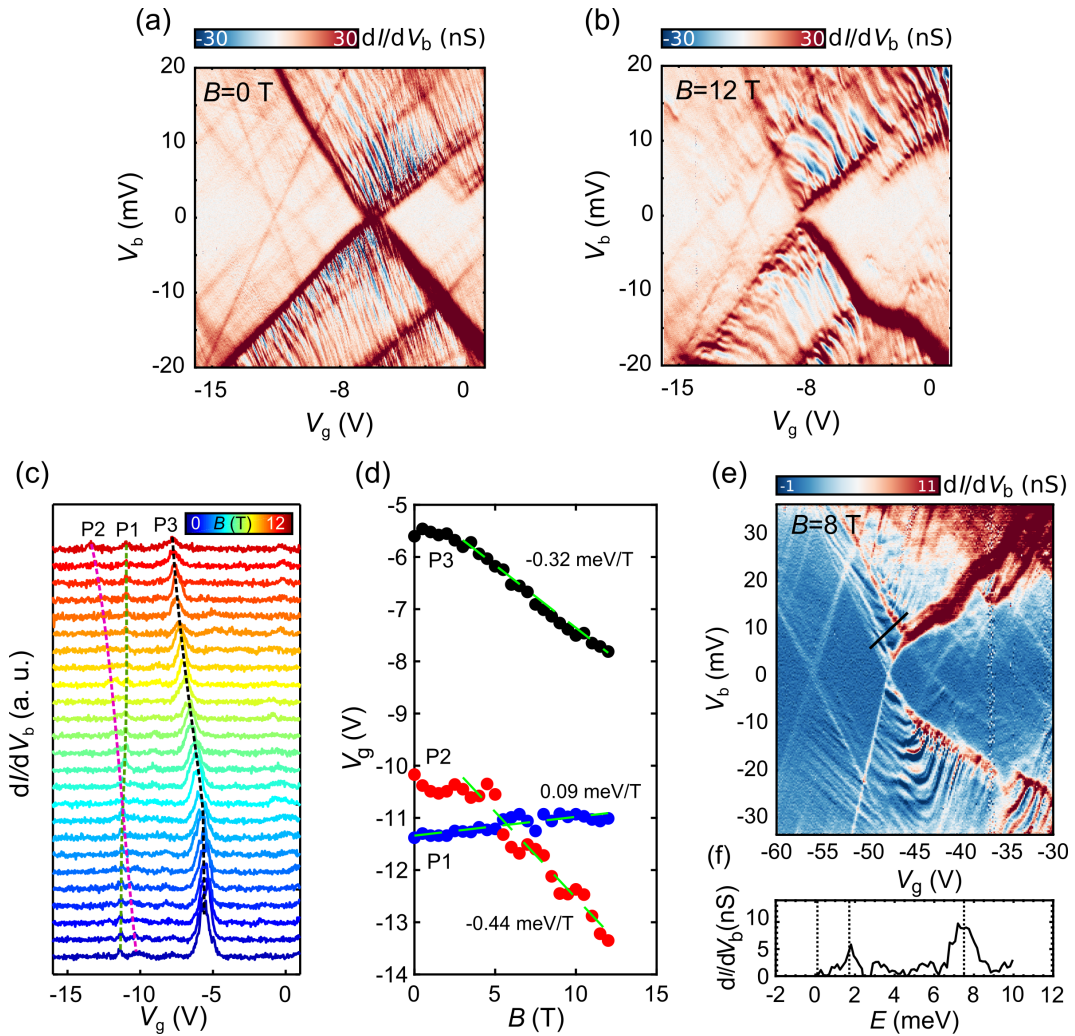 (a)
-30 30 dI/dVb (nS)
B=0 T
20
10
0
-10
-20
Vb (mV)
-15 -8 0
Vg (V)
(b)
-30 30 dI/dVb (nS)
B=12 T
20
10
0
-10
-20
Vb (mV)
-15 -8 0
Vg (V)
(c)
P2 P1 P3
0 B (T) 12
dI/dVb (a. u.)
−15 −10 −5 0
Vg (V)
(d)
-5
-6
-7
-8
-9
-10
-11
-12
-13
-14
Vg (V)
P3
-0.32 meV/T
P2
0.09 meV/T
P1
-0.44 meV/T
0 5 10 15
B (T)
(e)
-1 11 dI/dVb (nS)
B=8 T
30
20
10
0
-10
-20
-30
Vb (mV)
-60 -55 -50 -45 -40 -35 -30
Vg (V)
(f)
dI/dVb(nS)
10
5
0
-2 0 2 4 6 8 10 12
E (meV)